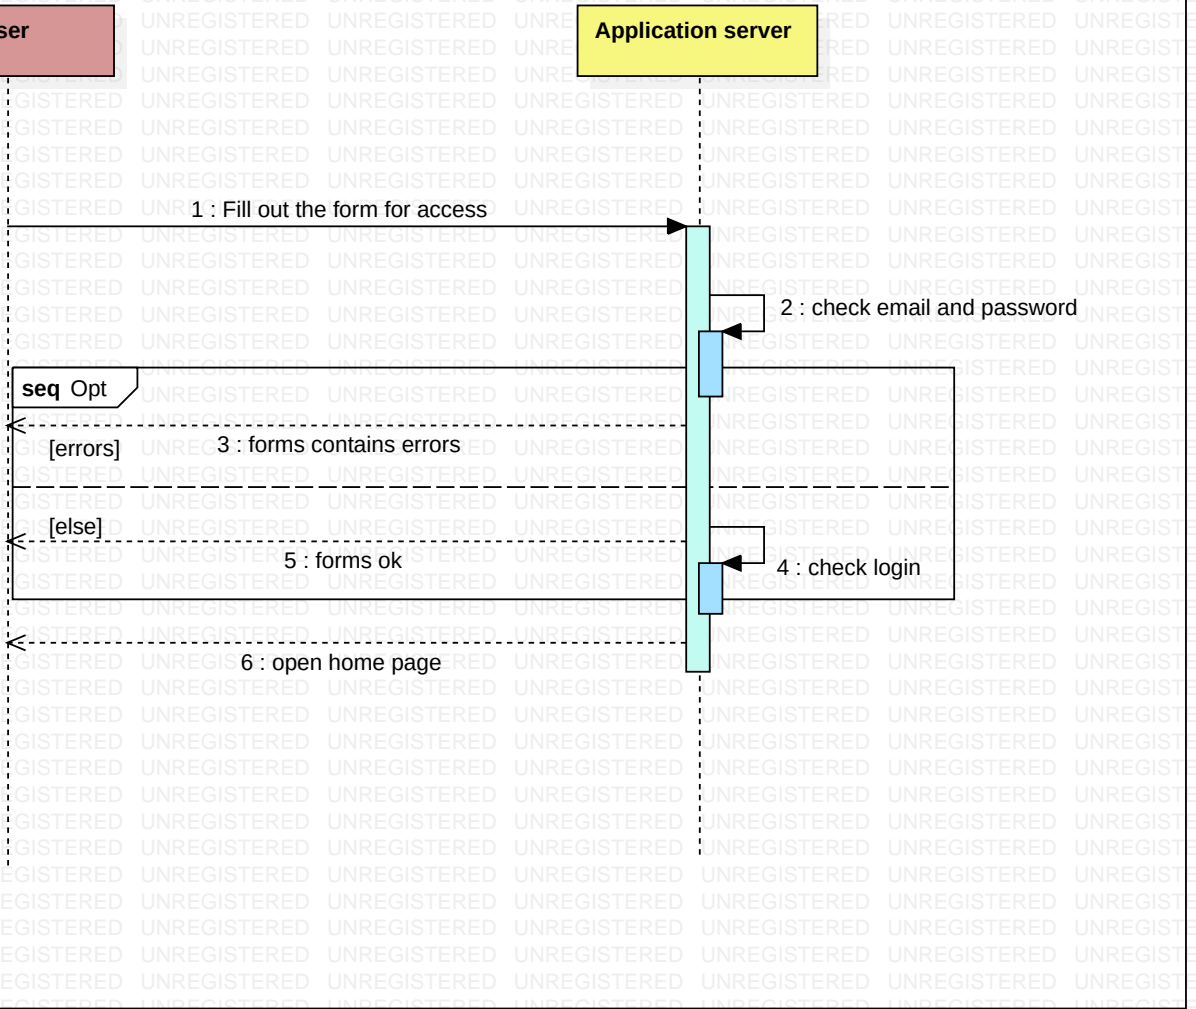 ser
Application server
1 : Fill out the form for access
2 : check email and password
seq Opt
[errors]
3 : forms contains errors
[else]
5 : forms ok
4 : check login
6 : open home page
UNREGISTERED